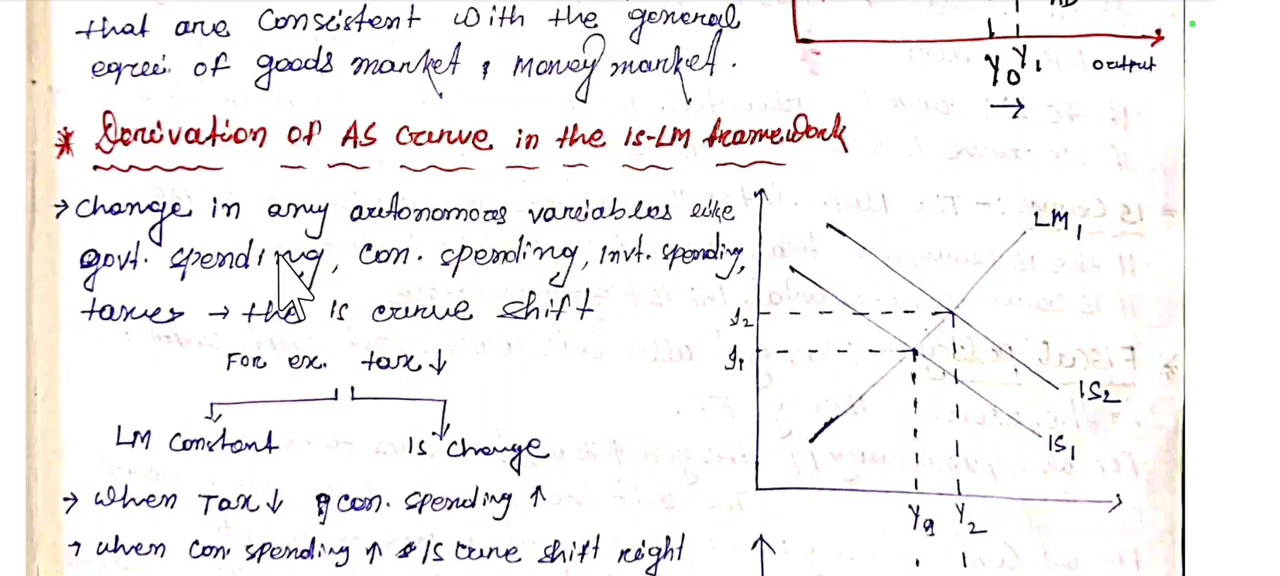 that are consistent with the general
eqrei. of goods market & money market.
AD
Y0 Y1 output
→
* Derivation of AS curve in the IS-LM framework
→ change in any autonomous variables like
govt. spending, con. spending, invt. spending,
taxes → the IS curve shift
For ex. tax ↓
LM constant IS change
→ when Tax ↓ con. spending ↑
→ when con. spending ↑ IS curve shift right
LM1
IS2
IS1
Y2